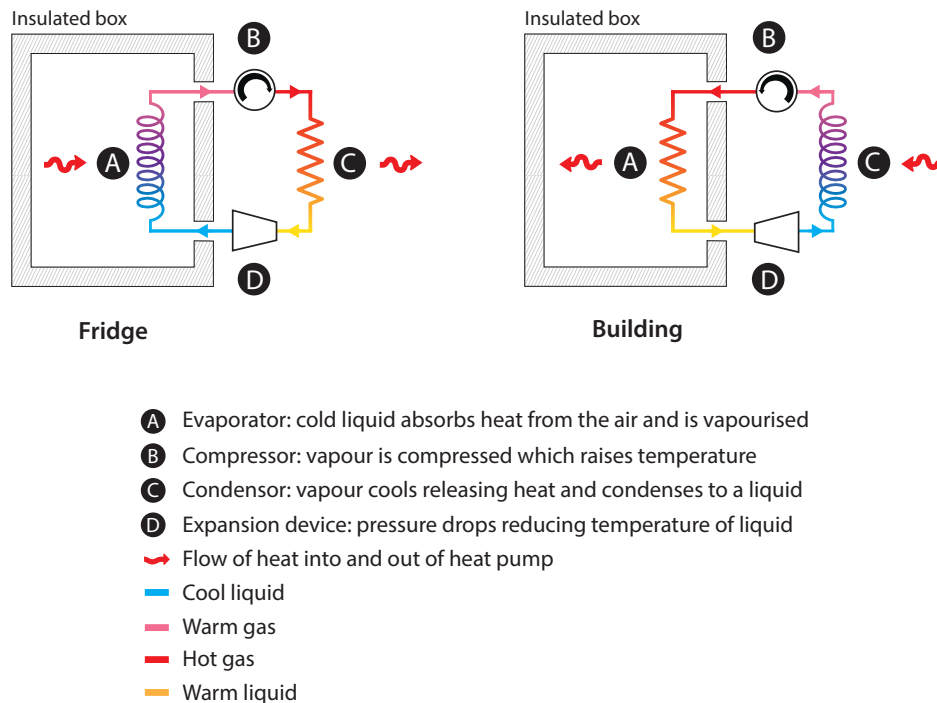 Insulated box
B
A
C
D
Fridge
Insulated box
B
A
C
D
Building
A Evaporator: cold liquid absorbs heat from the air and is vapourised
B Compressor: vapour is compressed which raises temperature
C Condensor: vapour cools releasing heat and condenses to a liquid
D Expansion device: pressure drops reducing temperature of liquid
Flow of heat into and out of heat pump
Cool liquid
Warm gas
Hot gas
Warm liquid